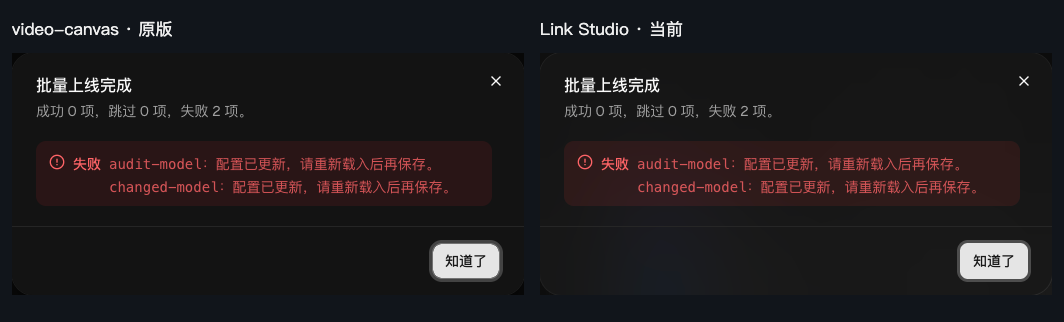 video-canvas · 原版
批量上线完成
成功 0 项，跳过 0 项，失败 2 项。
失败 audit-model: 配置已更新，请重新载入后再保存。
changed-model: 配置已更新，请重新载入后再保存。
知道了
Link Studio · 当前
批量上线完成
成功 0 项，跳过 0 项，失败 2 项。
失败 audit-model: 配置已更新，请重新载入后再保存。
changed-model: 配置已更新，请重新载入后再保存。
知道了